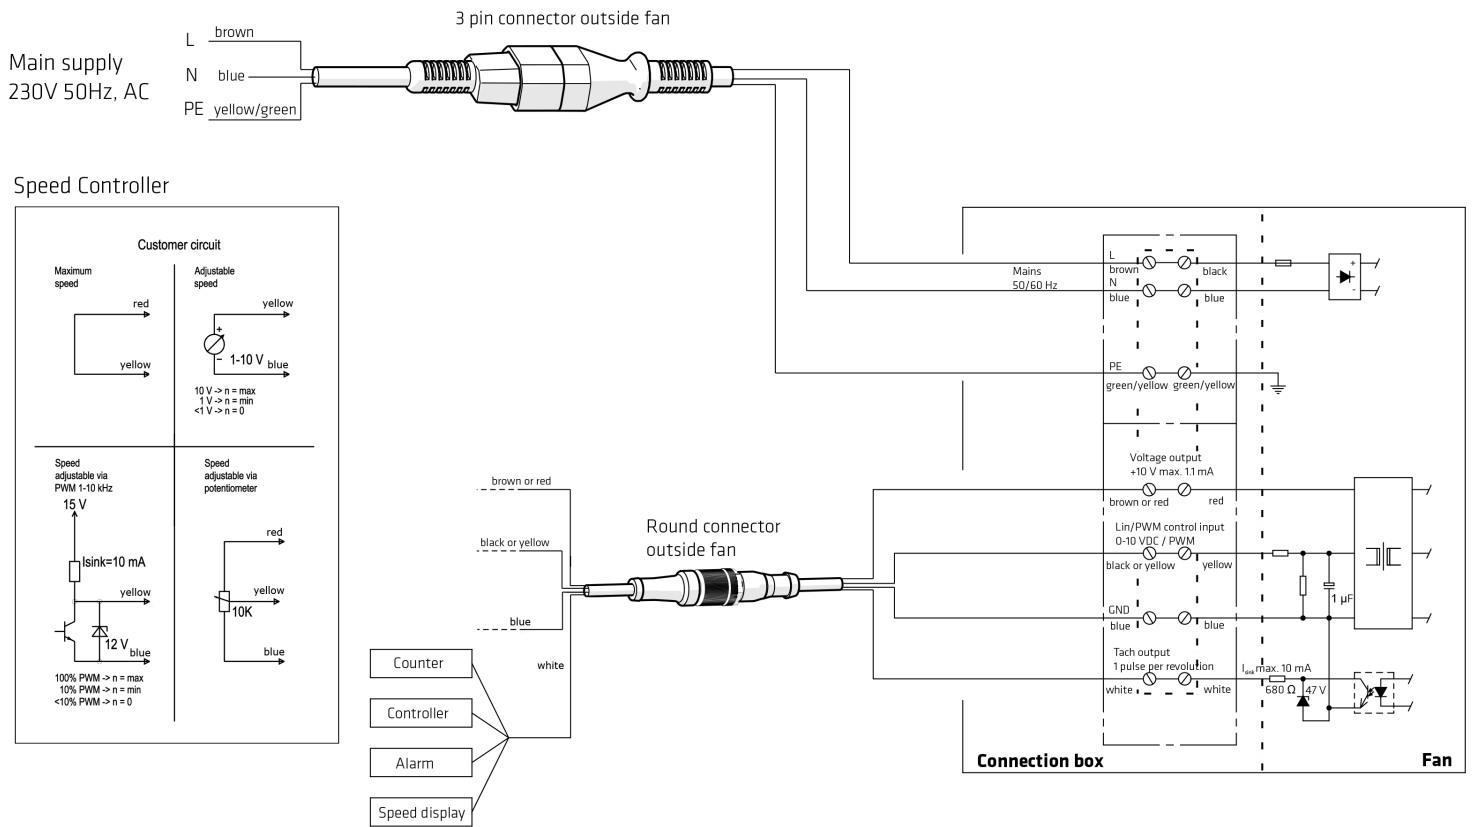 3 pin connector outside fan
Main supply
230V 50Hz, AC
L brown
N blue
PE yellow/green
Speed Controller
Customer circuit
Maximum
speed
red
yellow
Adjustable
speed
yellow
+
1-10 V
–
blue
10 V -> n = max
1 V -> n = min
<1 V -> n = 0
Speed
adjustable via
PWM 1-10 kHz
15 V
Isink=10 mA
yellow
12 V
blue
100% PWM -> n = max
10% PWM -> n = min
<10% PWM -> n = 0
Speed
adjustable via
potentiometer
red
yellow
10K
blue
brown or red
black or yellow
blue
white
Counter
Controller
Alarm
Speed display
Round connector
outside fan
Mains
50/60 Hz
L
brown
black
N
blue
blue
+
-
PE
green/yellow green/yellow
Voltage output
+10 V max. 1.1 mA
brown or red
red
Lin/PWM control input
0-10 VDC / PWM
black or yellow
yellow
1 µF
GND
blue
blue
Tach output
1 pulse per revolution
white
white
Isink max. 10 mA
680 Ω
47 V
Connection box
Fan